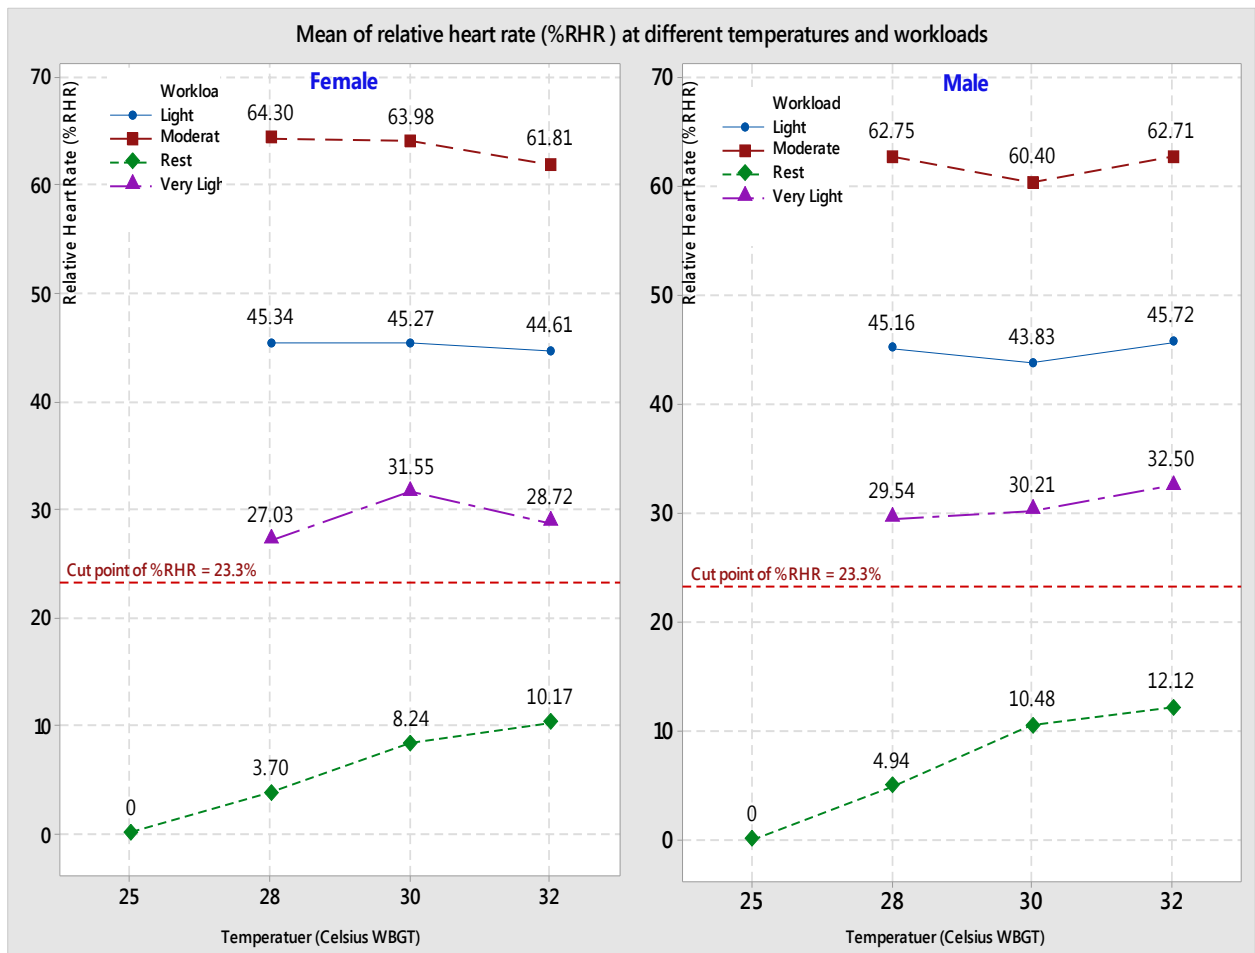 Mean of relative heart rate (%RHR ) at different temperatures and workloads
Female
Relative Heart Rate (% RHR)
Workloa
Light
Moderat
Rest
Very Ligh
70
60
50
40
30
20
10
0
64.30
63.98
61.81
45.34
45.27
44.61
27.03
31.55
28.72
Cut point of %RHR = 23.3%
0
3.70
8.24
10.17
25
28
30
32
Temperatuer (Celsius WBGT)
Male
Relative Heart Rate (% RHR)
Workload
Light
Moderate
Rest
Very Light
70
60
50
40
30
20
10
0
62.75
60.40
62.71
45.16
43.83
45.72
29.54
30.21
32.50
Cut point of %RHR = 23.3%
0
4.94
10.48
12.12
25
28
30
32
Temperatuer (Celsius WBGT)